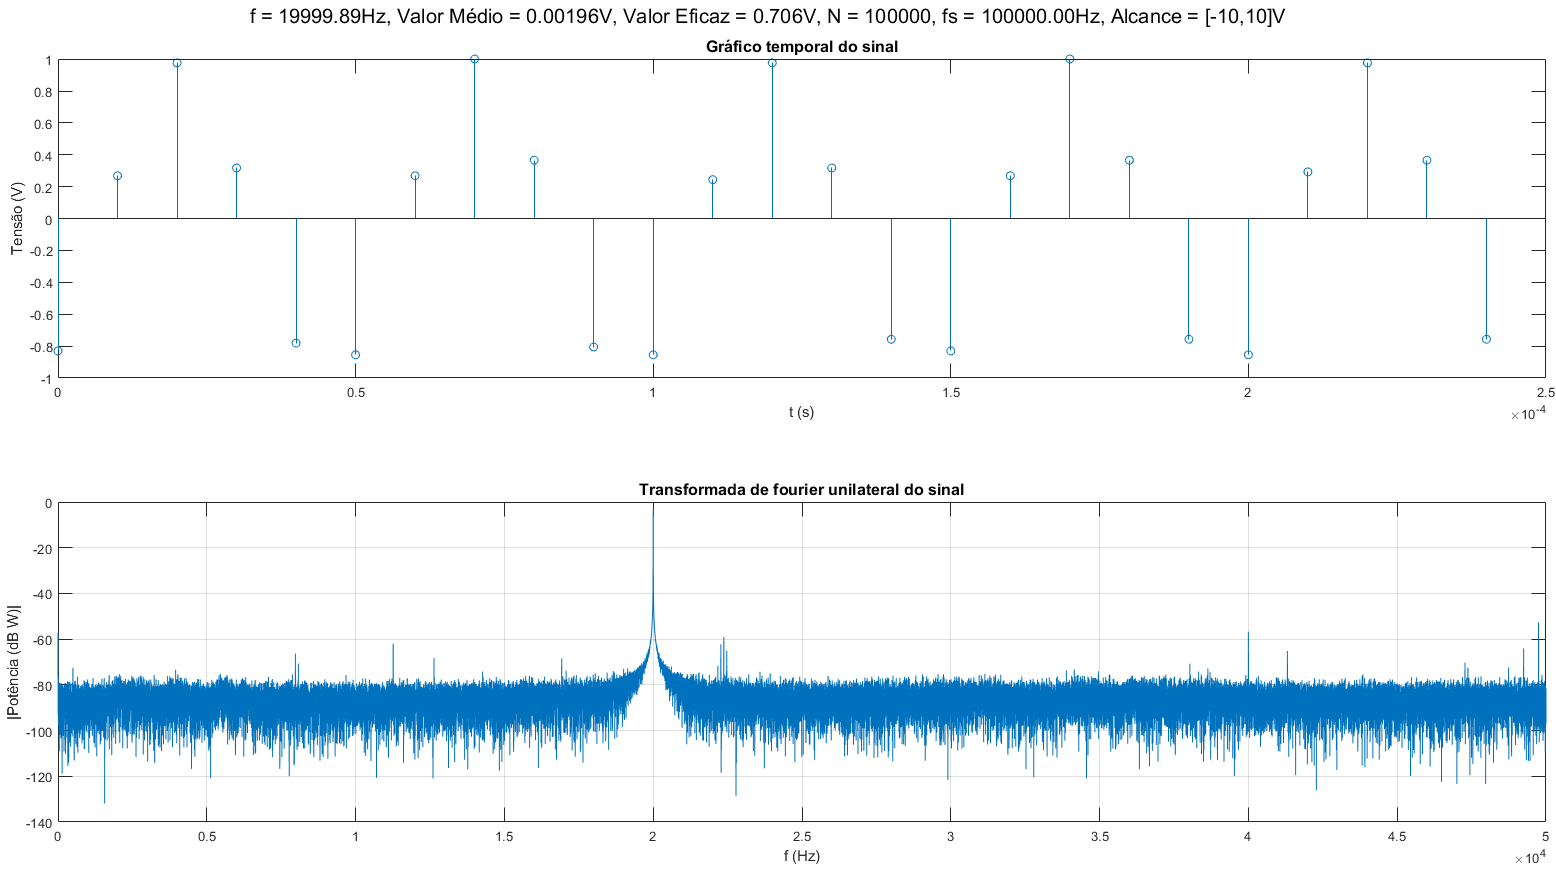 f = 19999.89Hz, Valor Médio = 0.00196V, Valor Eficaz = 0.706V, N = 100000, fs = 100000.00Hz, Alcance = [-10,10]V
Gráfico temporal do sinal
1
0.8
0.6
0.4
0.2
0
-0.2
-0.4
-0.6
-0.8
-1
Tensão (V)
0 0.5 1 1.5 2 2.5
t (s)
×10-4
Transformada de fourier unilateral do sinal
0
-20
-40
-60
-80
-100
-120
-140
|Potência (dB W)|
0 0.5 1 1.5 2 2.5 3 3.5 4 4.5 5
f (Hz)
×104